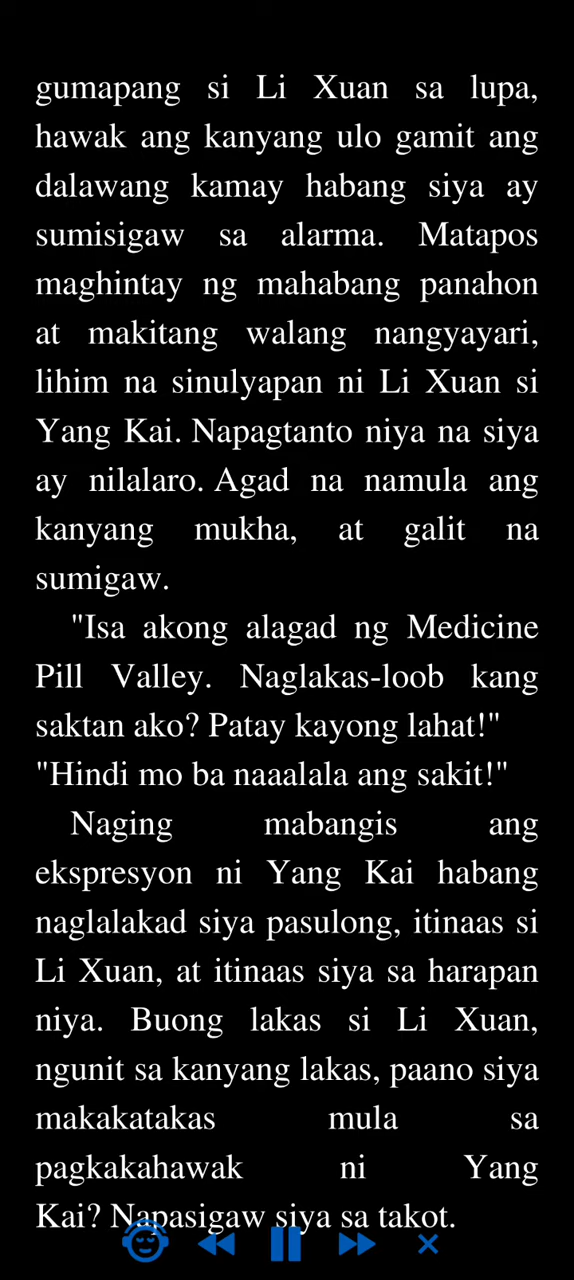 gumapang si Li Xuan sa lupa,
hawak ang kanyang ulo gamit ang
dalawang kamay habang siya ay
sumisigaw sa alarma. Matapos
maghintay ng mahabang panahon
at makitang walang nangyayari,
lihim na sinulyapan ni Li Xuan si
Yang Kai. Napagtanto niya na siya
ay nilalaro. Agad na namula ang
kanyang mukha, at galit na
sumigaw.
"Isa akong alagad ng Medicine
Pill Valley. Naglakas-loob kang
saktan ako? Patay kayong lahat!"
"Hindi mo ba naaalala ang sakit!"
Naging mabangis ang
ekspresyon ni Yang Kai habang
naglalakad siya pasulong, itinaas si
Li Xuan, at itinaas siya sa harapan
niya. Buong lakas si Li Xuan,
ngunit sa kanyang lakas, paano siya
makakatakas mula sa
pagkakahawak ni Yang
Kai? Napasigaw siya sa takot.